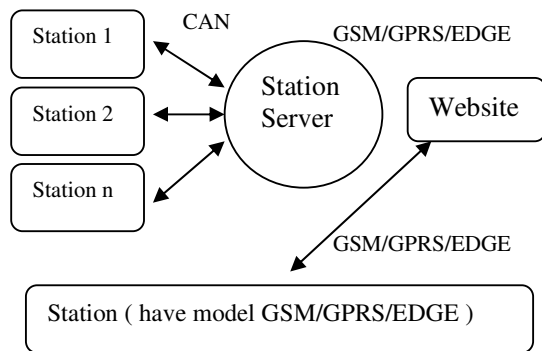 CAN
GSM/GPRS/EDGE
Station 1
Station 2
Station n
Station
Server
Website
GSM/GPRS/EDGE
Station ( have model GSM/GPRS/EDGE )